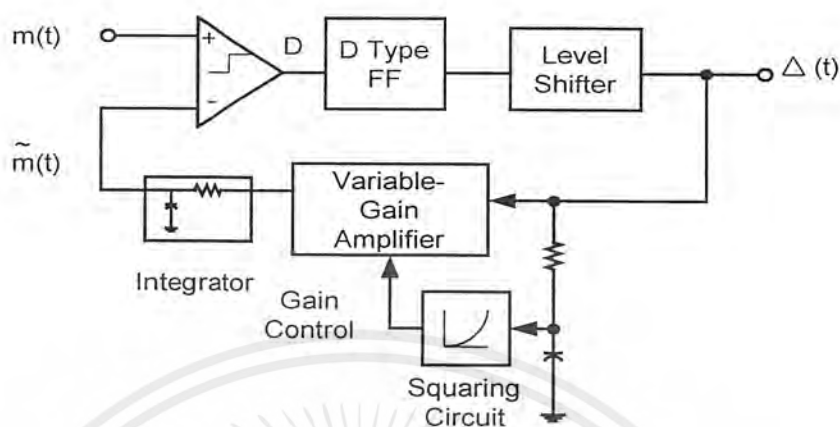 m(t)
+
D
D Type
FF
Level
Shifter
△ (t)
-
m̃(t)
Variable-
Gain
Amplifier
Integrator
Gain
Control
Squaring
Circuit